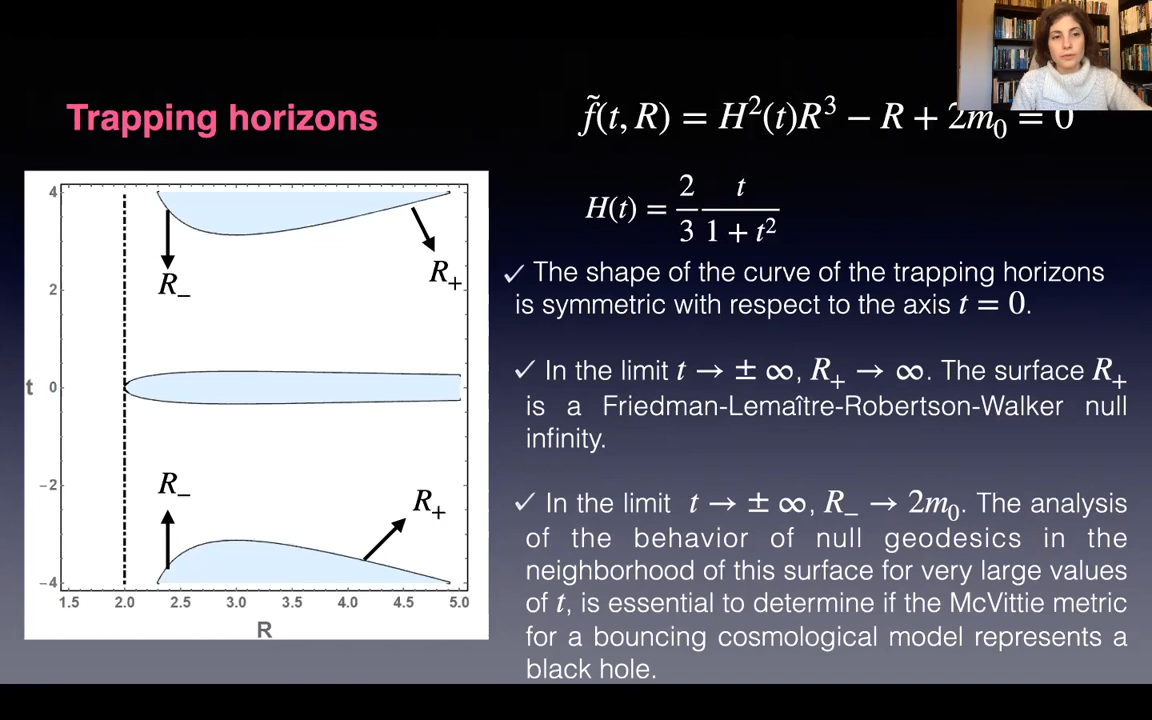 Trapping horizons
f̃(t, R) = H²(t)R³ − R + 2m₀ = 0
H(t) = 2/3 t/(1 + t²)
✓ The shape of the curve of the trapping horizons
is symmetric with respect to the axis t = 0.
✓ In the limit t → ± ∞, R₊ → ∞. The surface R₊
is a Friedman-Lemaître-Robertson-Walker null
infinity.
✓ In the limit t → ± ∞, R₋ → 2m₀. The analysis
of the behavior of null geodesics in the
neighborhood of this surface for very large values
of t, is essential to determine if the McVittie metric
for a bouncing cosmological model represents a
black hole.
4
R₋
R₊
2
t 0
−2
R₋
R₊
−4
1.5 2.0 2.5 3.0 3.5 4.0 4.5 5.0
R